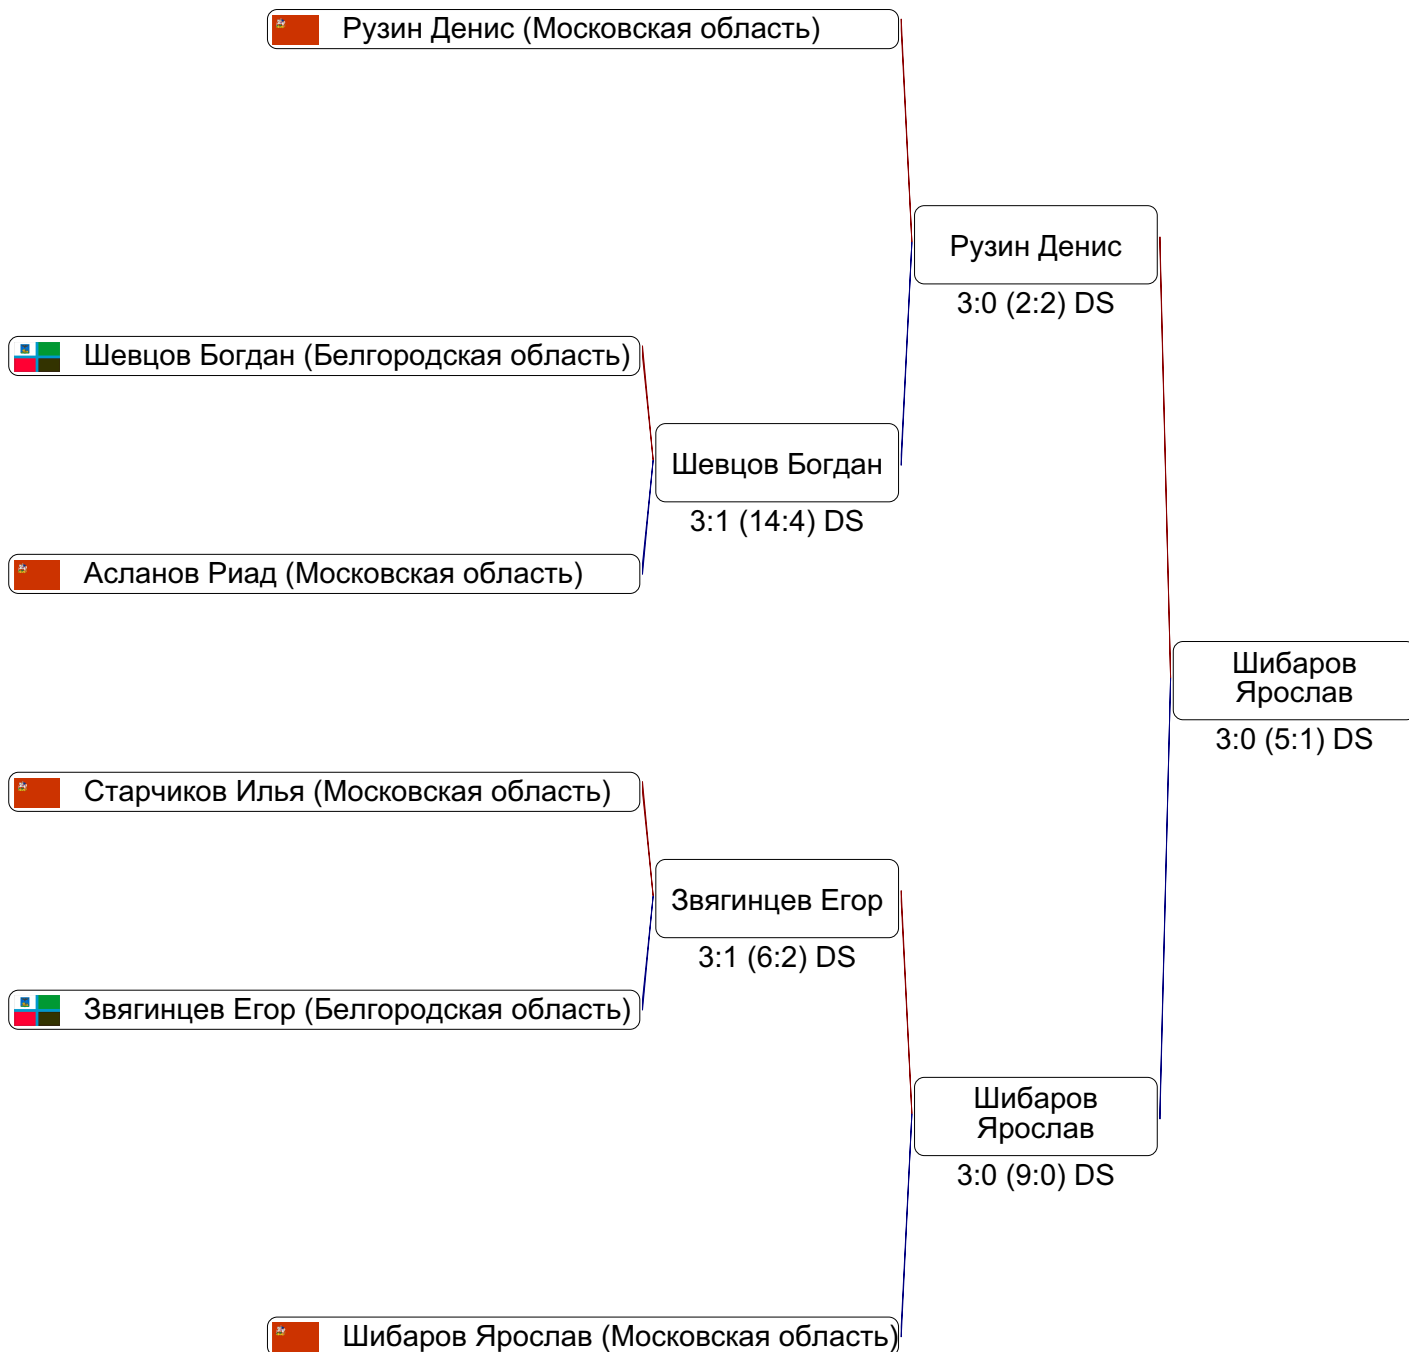 Рузин Денис (Московская область)
Рузин Денис
3:0 (2:2) DS
Шевцов Богдан (Белгородская область)
Шевцов Богдан
3:1 (14:4) DS
Асланов Риад (Московская область)
Шибаров
Ярослав
3:0 (5:1) DS
Старчиков Илья (Московская область)
Звягинцев Егор
3:1 (6:2) DS
Звягинцев Егор (Белгородская область)
Шибаров
Ярослав
3:0 (9:0) DS
Шибаров Ярослав (Московская область)